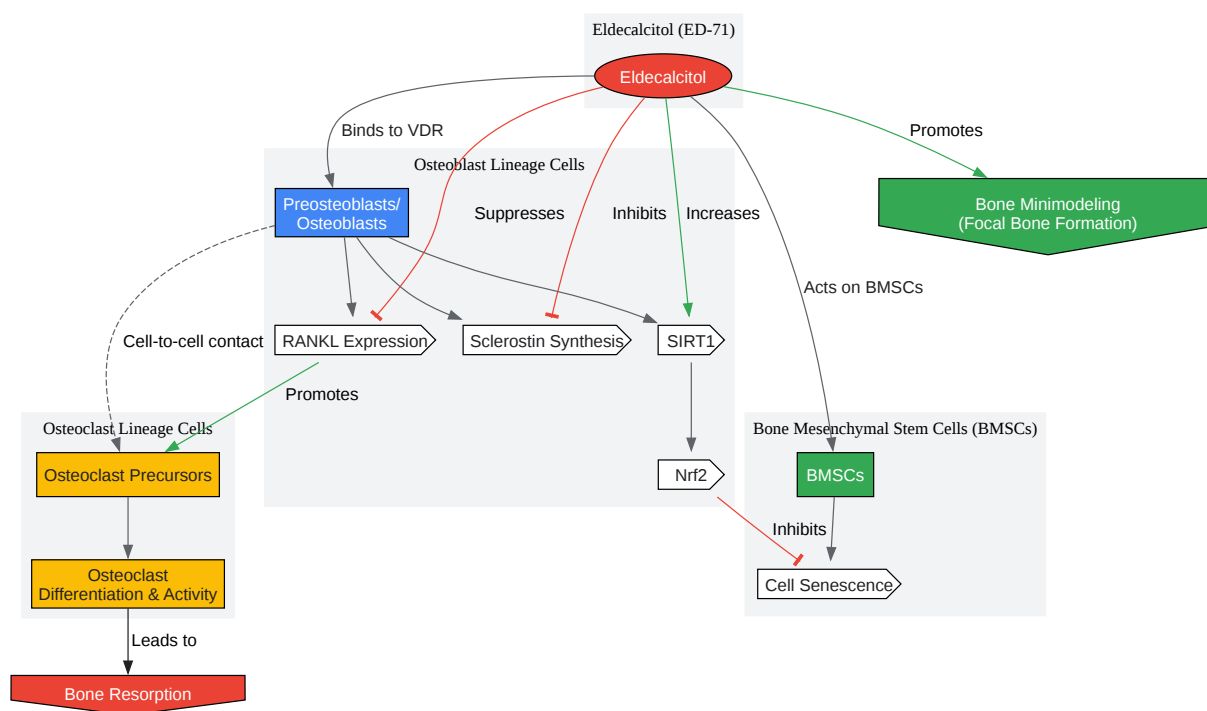 Eldecalcitol (ED-71)
Eldecalcitol
Binds to VDR
Promotes
Osteoblast Lineage Cells
Preosteoblasts/
Osteoblasts
Suppresses
Inhibits
Increases
Bone Minimodeling
(Focal Bone Formation)
Acts on BMSCs
Cell-to-cell contact
RANKL Expression
Sclerostin Synthesis
SIRT1
Promotes
Osteoclast Lineage Cells
Bone Mesenchymal Stem Cells (BMSCs)
Osteoclast Precursors
Nrf2
BMSCs
Inhibits
Osteoclast
Differentiation & Activity
Cell Senescence
Leads to
Bone Resorption